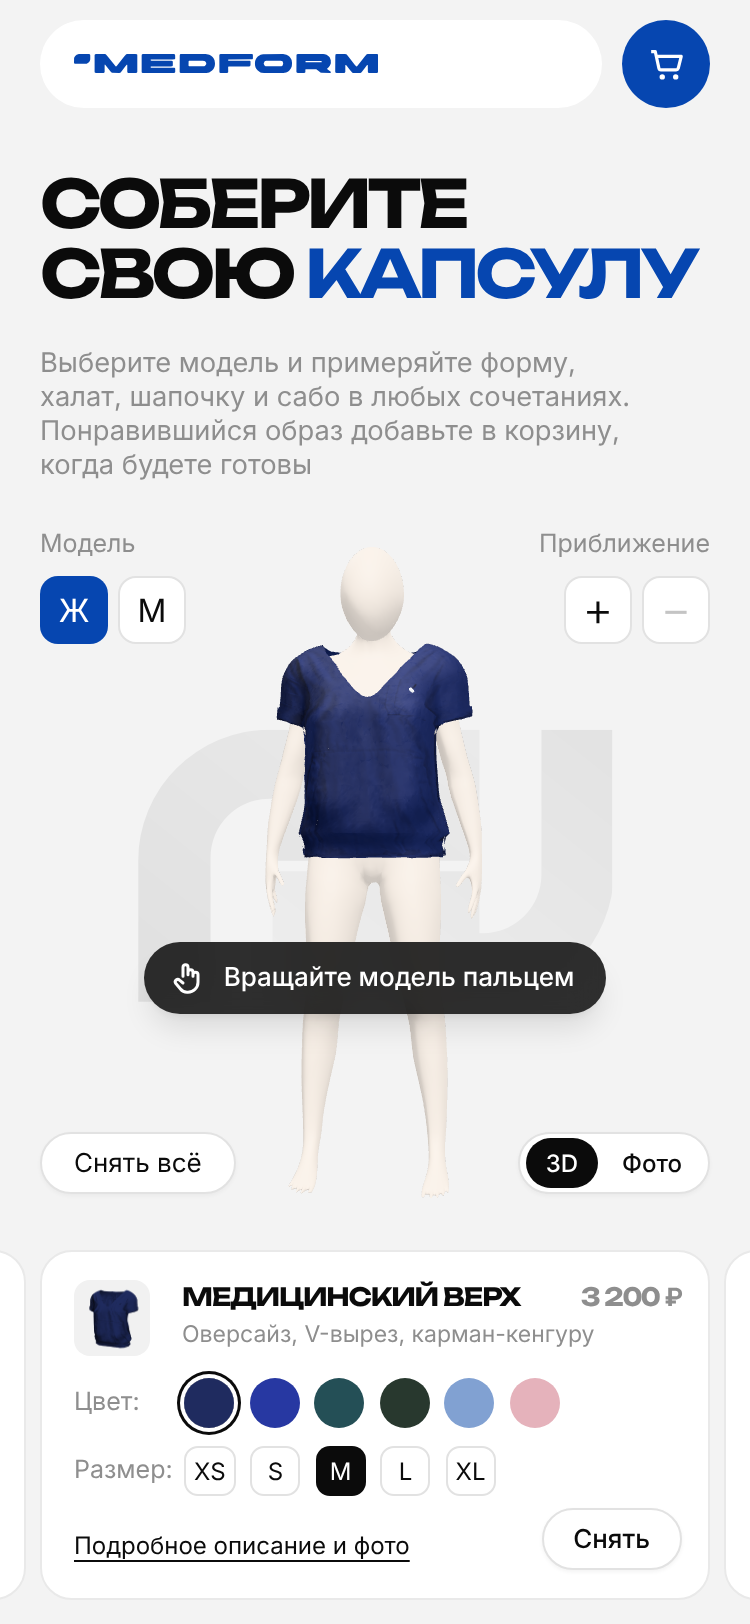 MEDFORM
СОБЕРИТЕ
СВОЮ КАПСУЛУ
Выберите модель и примеряйте форму,
халат, шапочку и сабо в любых сочетаниях.
Понравившийся образ добавьте в корзину,
когда будете готовы
Модель
Приближение
Ж М
+ −
Вращайте модель пальцем
Снять всё
3D Фото
МЕДИЦИНСКИЙ ВЕРХ 3 200 ₽
Оверсайз, V-вырез, карман-кенгуру
Цвет:
Размер: XS S M L XL
Подробное описание и фото
Снять